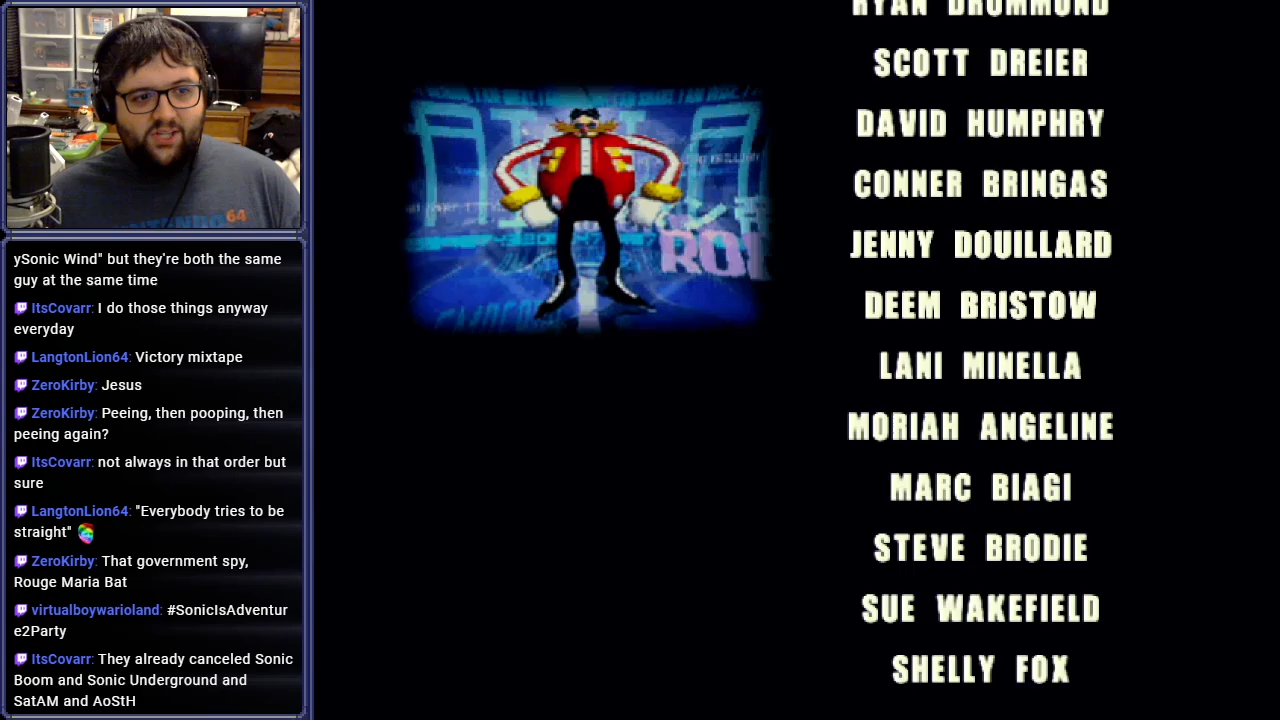 ySonic Wind" but they're both the same
guy at the same time
ItsCovarr: I do those things anyway
everyday
LangtonLion64: Victory mixtape
ZeroKirby: Jesus
ZeroKirby: Peeing, then pooping, then
peeing again?
ItsCovarr: not always in that order but
sure
LangtonLion64: "Everybody tries to be
straight"
ZeroKirby: That government spy,
Rouge Maria Bat
virtualboywarioland: #SonicIsAdventur
e2Party
ItsCovarr: They already canceled Sonic
Boom and Sonic Underground and
SatAM and AoStH
RYAN DRUMMOND
SCOTT DREIER
DAVID HUMPHRY
CONNER BRINGAS
JENNY DOUILLARD
DEEM BRISTOW
LANI MINELLA
MORIAH ANGELINE
MARC BIAGI
STEVE BRODIE
SUE WAKEFIELD
SHELLY FOX
NINTENDO 64